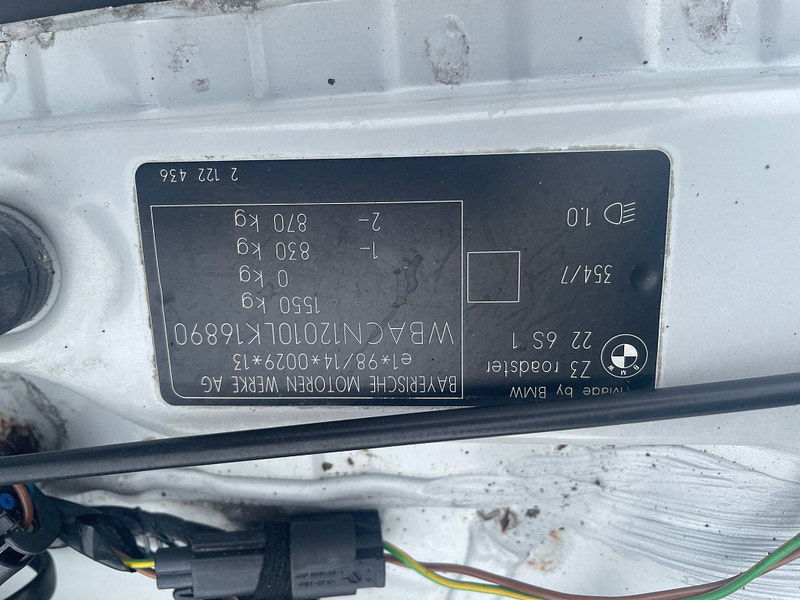 BAYERISCHE MOTOREN WERKE AG
e1*98/14*0029*13
WBACN12010LK16890
1550 kg
0 kg
1- 830 kg
2- 870 kg
2 122 436
Made by BMW
Z3 roadster
22 6S 1
BMW
354/7
1.0